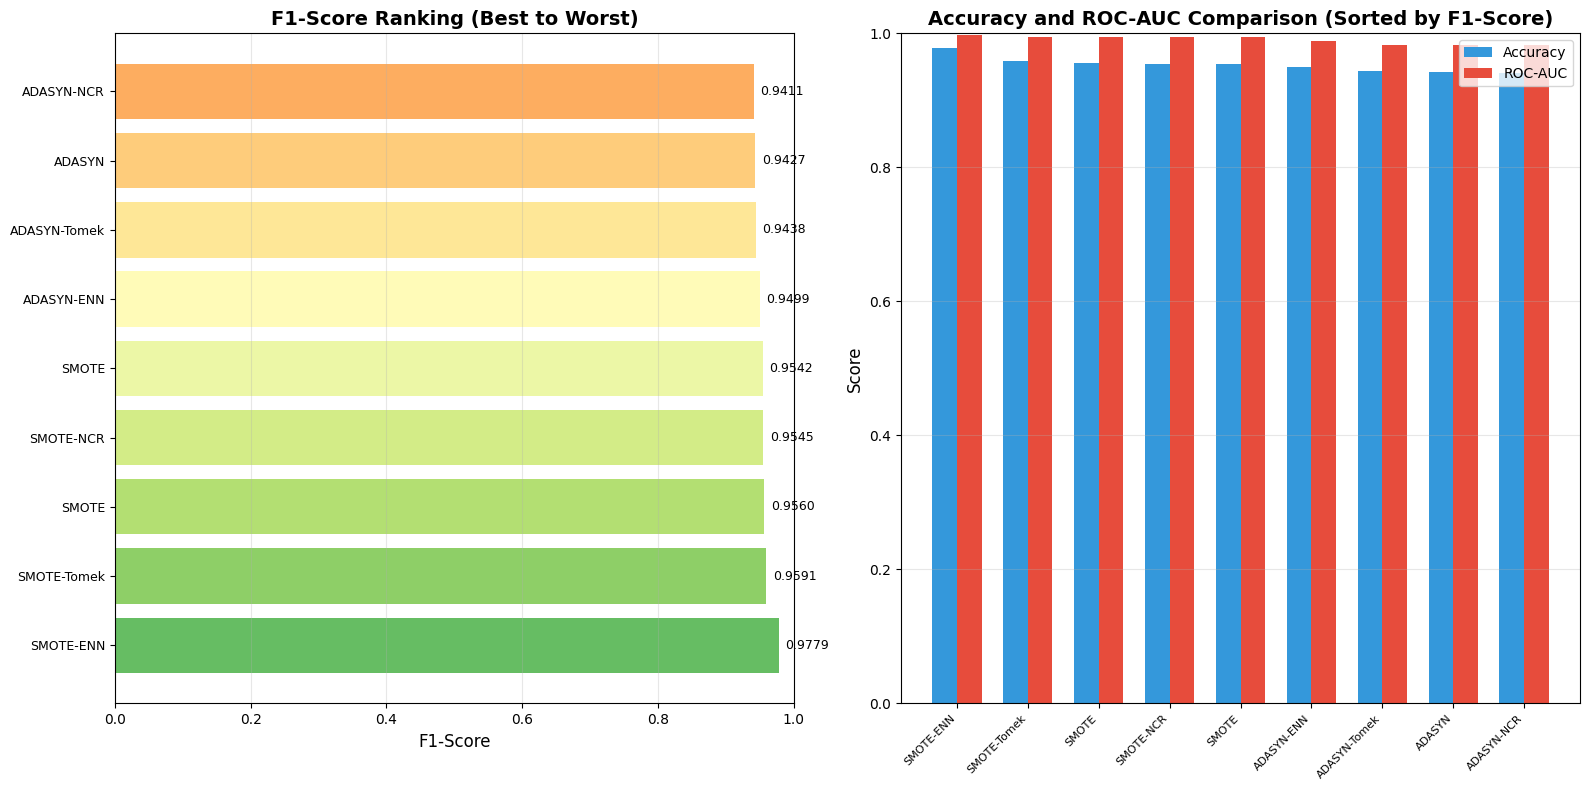 F1-Score Ranking (Best to Worst)
ADASYN-NCR 0.9411
ADASYN 0.9427
ADASYN-Tomek 0.9438
ADASYN-ENN 0.9499
SMOTE 0.9542
SMOTE-NCR 0.9545
SMOTE 0.9560
SMOTE-Tomek 0.9591
SMOTE-ENN 0.9779
0.0 0.2 0.4 0.6 0.8 1.0
F1-Score
Accuracy and ROC-AUC Comparison (Sorted by F1-Score)
Accuracy
ROC-AUC
1.0
0.8
0.6
0.4
0.2
0.0
Score
SMOTE-ENN
SMOTE-Tomek
SMOTE
SMOTE-NCR
SMOTE
ADASYN-ENN
ADASYN-Tomek
ADASYN
ADASYN-NCR